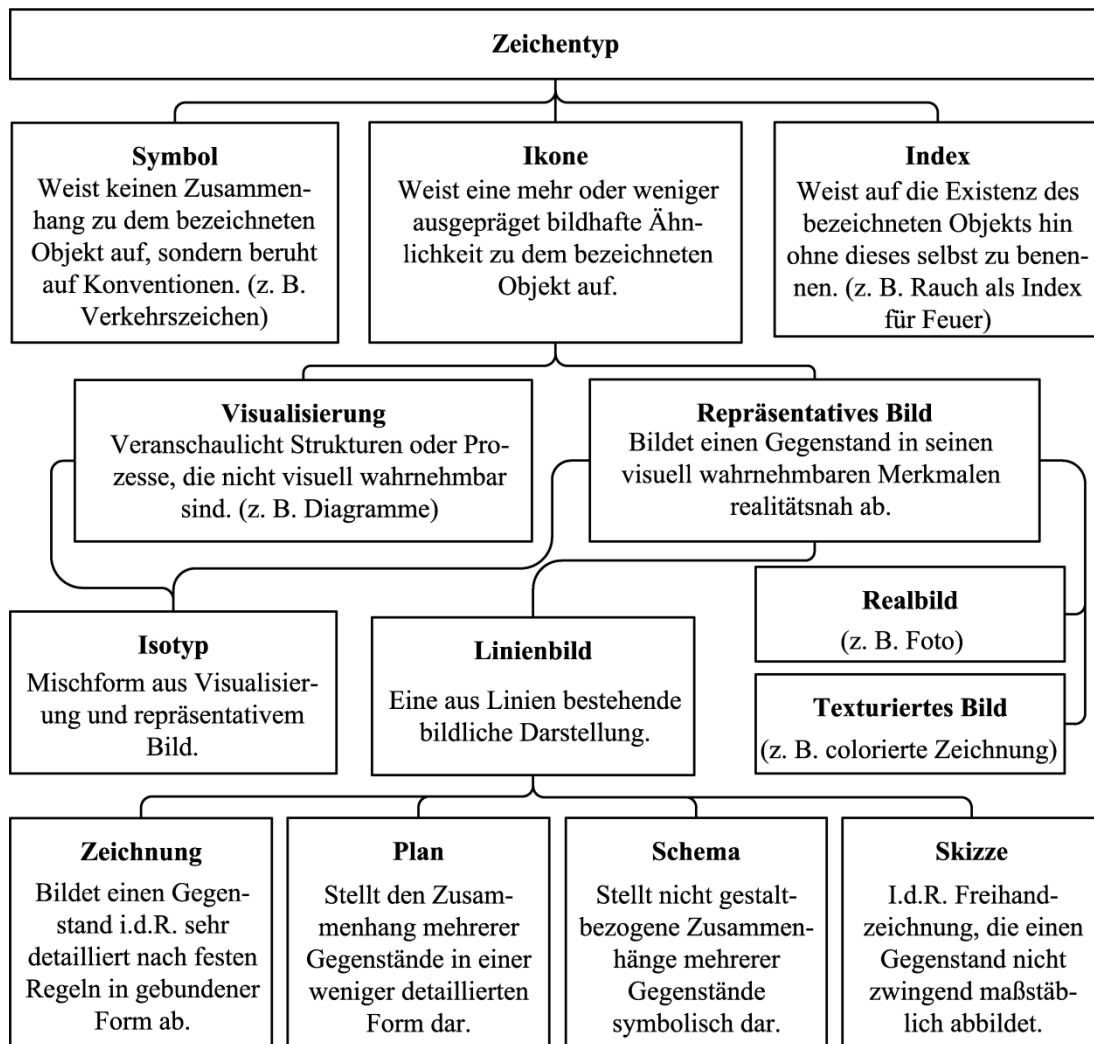 Zeichentyp
Symbol
Weist keinen Zusammen-
hang zu dem bezeichneten
Objekt auf, sondern beruht
auf Konventionen. (z. B.
Verkehrszeichen)
Ikone
Weist eine mehr oder weniger
ausgepräget bildhafte Ähn-
lichkeit zu dem bezeichneten
Objekt auf.
Index
Weist auf die Existenz des
bezeichneten Objekts hin
ohne dieses selbst zu benen-
nen. (z. B. Rauch als Index
für Feuer)
Visualisierung
Veranschaulicht Strukturen oder Pro-
zesse, die nicht visuell wahrnehmbar
sind. (z. B. Diagramme)
Repräsentatives Bild
Bildet einen Gegenstand in seinen
visuell wahrnehmbaren Merkmalen
realitätsnah ab.
Isotyp
Mischform aus Visualisie-
rung und repräsentativem
Bild.
Linienbild
Eine aus Linien bestehende
bildliche Darstellung.
Realbild
(z. B. Foto)
Texturiertes Bild
(z. B. colorierte Zeichnung)
Zeichnung
Bildet einen Gegen-
stand i.d.R. sehr
detailliert nach festen
Regeln in gebundener
Form ab.
Plan
Stellt den Zusam-
menhang mehrerer
Gegenstände in einer
weniger detaillierten
Form dar.
Schema
Stellt nicht gestalt-
bezogene Zusammen-
hänge mehrerer
Gegenstände
symbolisch dar.
Skizze
I.d.R. Freihand-
zeichnung, die einen
Gegenstand nicht
zwingend maßstäb-
lich abbildet.